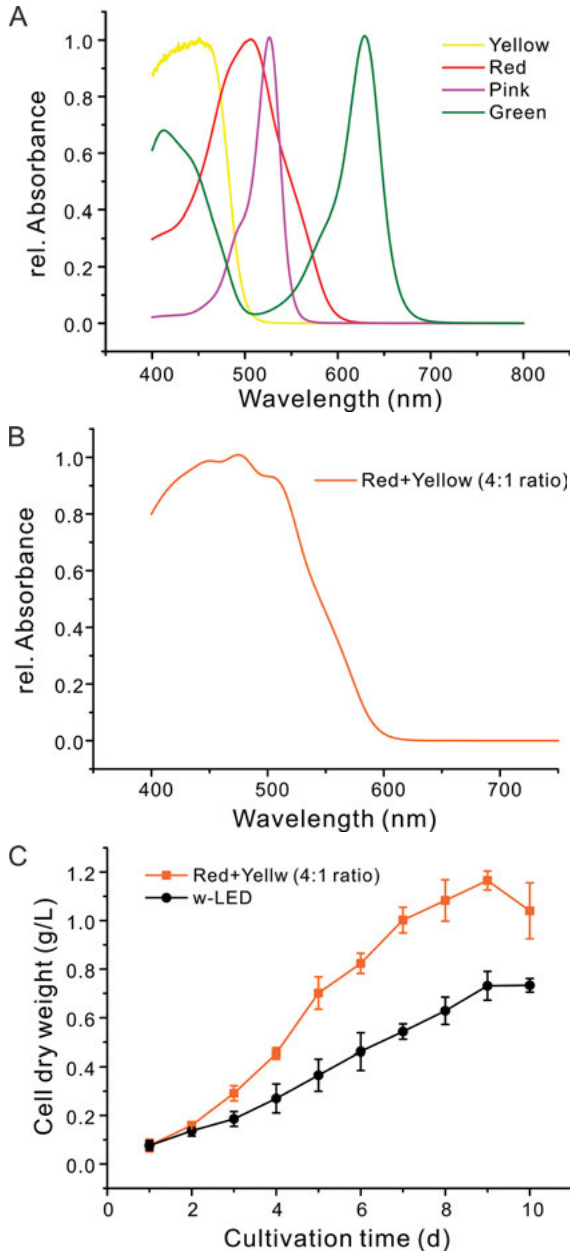 A
Yellow
Red
Pink
Green
rel. Absorbance
1.0
0.8
0.6
0.4
0.2
0.0
400 500 600 700 800
Wavelength (nm)
B
Red+Yellow (4:1 ratio)
rel. Absorbance
1.0
0.8
0.6
0.4
0.2
0.0
400 500 600 700
Wavelength (nm)
C
Red+Yellw (4:1 ratio)
w-LED
Cell dry weight (g/L)
1.2
1.0
0.8
0.6
0.4
0.2
0.0
0 2 4 6 8 10
Cultivation time (d)